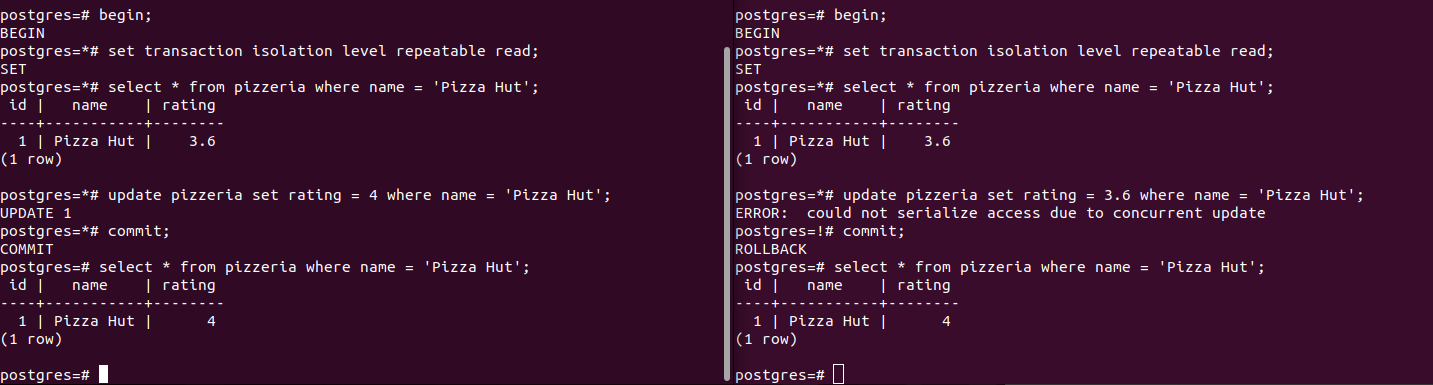 postgres=# begin;
BEGIN
postgres=*# set transaction isolation level repeatable read;
SET
postgres=*# select * from pizzeria where name = 'Pizza Hut';
 id |   name    | rating
----+-----------+--------
  1 | Pizza Hut |    3.6
(1 row)

postgres=*# update pizzeria set rating = 4 where name = 'Pizza Hut';
UPDATE 1
postgres=*# commit;
COMMIT
postgres=# select * from pizzeria where name = 'Pizza Hut';
 id |   name    | rating
----+-----------+--------
  1 | Pizza Hut |      4
(1 row)

postgres=#
postgres=# begin;
BEGIN
postgres=*# set transaction isolation level repeatable read;
SET
postgres=*# select * from pizzeria where name = 'Pizza Hut';
 id |   name    | rating
----+-----------+--------
  1 | Pizza Hut |    3.6
(1 row)

postgres=*# update pizzeria set rating = 3.6 where name = 'Pizza Hut';
ERROR:  could not serialize access due to concurrent update
postgres=!# commit;
ROLLBACK
postgres=# select * from pizzeria where name = 'Pizza Hut';
 id |   name    | rating
----+-----------+--------
  1 | Pizza Hut |      4
(1 row)

postgres=#